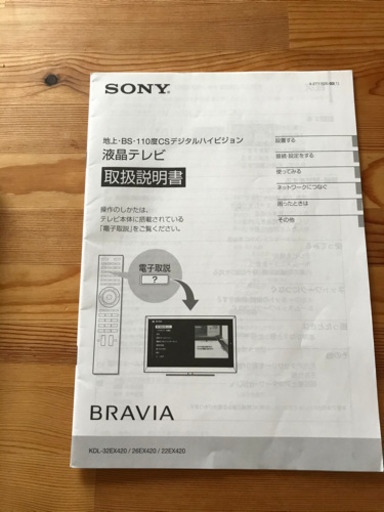 SONY
地上・BS・110度CSデジタルハイビジョン
液晶テレビ
取扱説明書
操作のしかたは、
テレビ本体に搭載されている
「電子取説」をご覧ください。
設置する
接続・設定をする
使ってみる
ネットワークにつなぐ
困ったときは
その他
電子取説
?
BRAVIA
KDL-32EX420 / 26EX420 / 22EX420